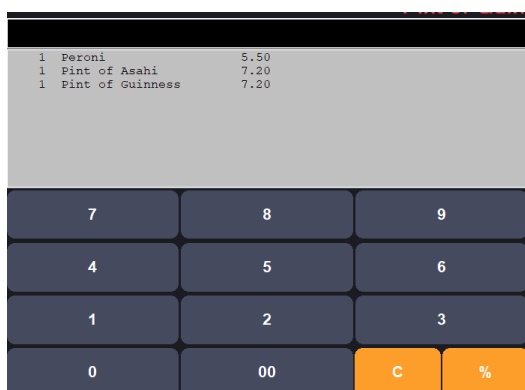 1 Peroni 5.50
1 Pint of Asahi 7.20
1 Pint of Guinness 7.20
7 8 9
4 5 6
1 2 3
0 00 C %